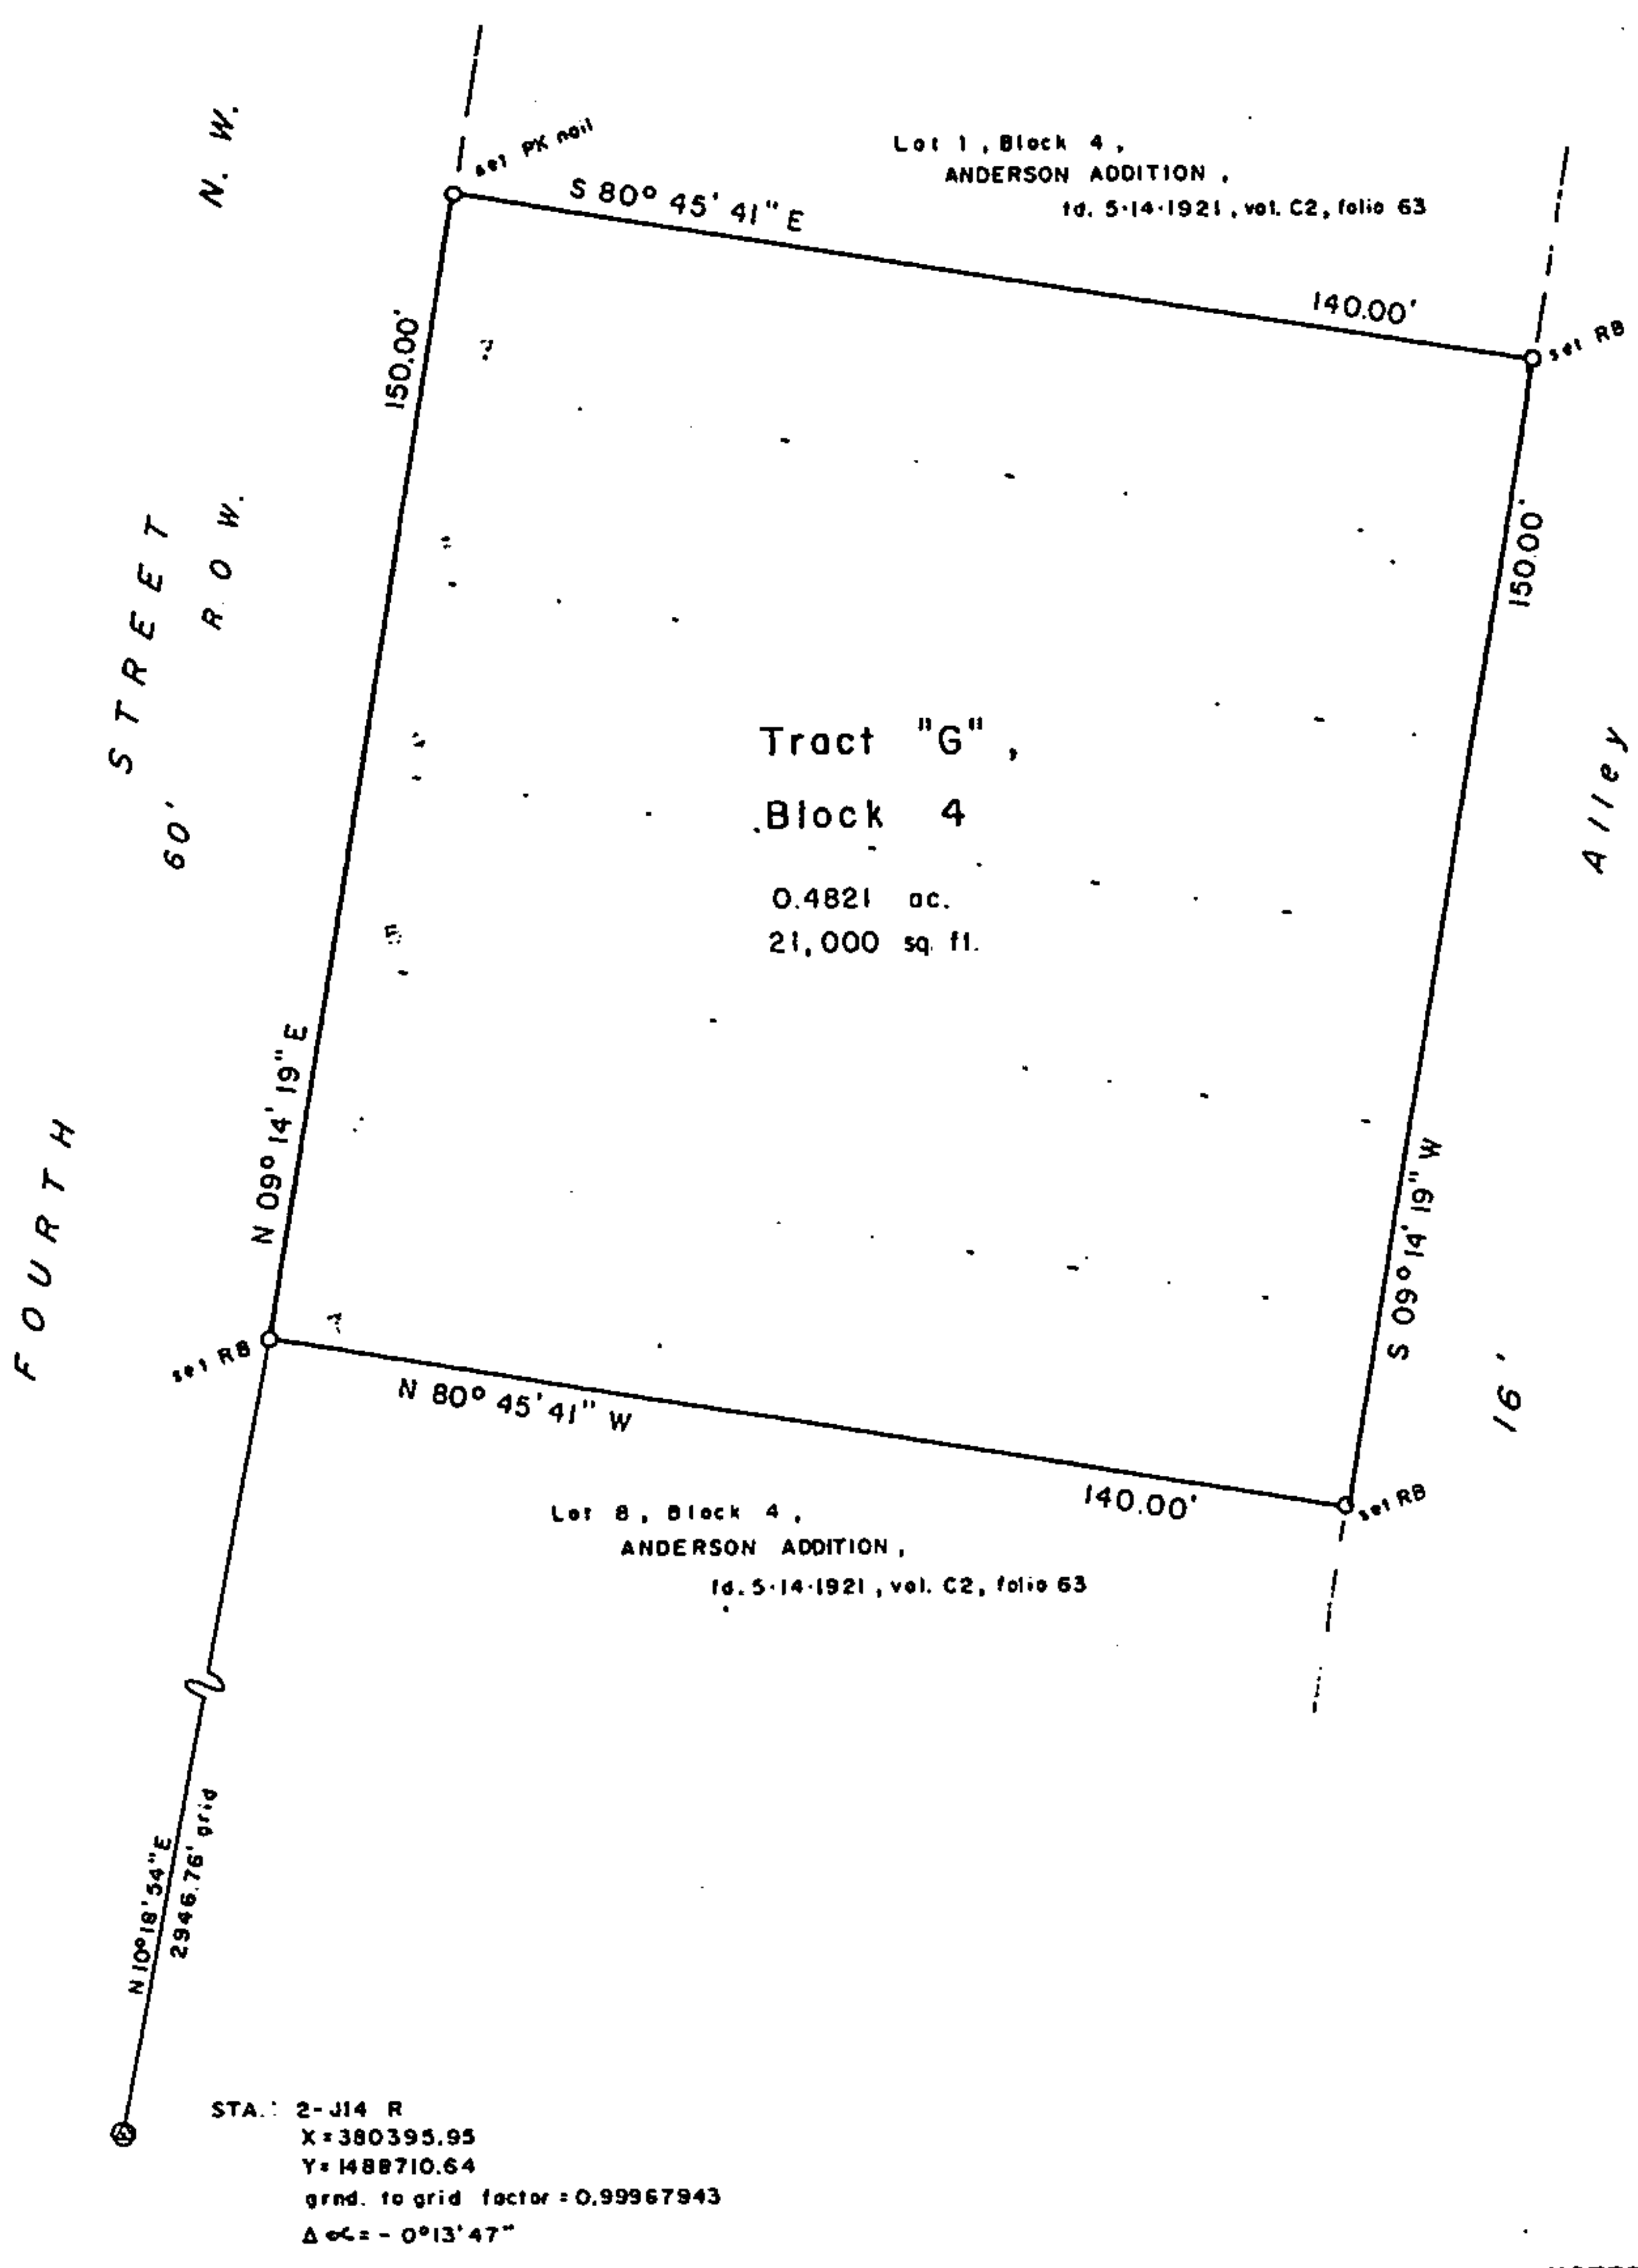 N. W.
set PK nail
Lot 1, Block 4,
ANDERSON ADDITION,
fd. 5-14-1921, vol. C2, folio 63
S 80° 45' 41" E
140.00'
set RB
150.00'
150.00'
FOURTH STREET
60' R.O.W.
Tract "G",
Block 4
0.4821 ac.
21,000 sq. ft.
Alley
16'
N 09° 14' 19" E
S 09° 14' 19" W
set RB
N 80° 45' 41" W
140.00'
set RB
Lot 8, Block 4,
ANDERSON ADDITION,
fd. 5-14-1921, vol. C2, folio 63
N 10° 18' 54" E
2946.76' grid
STA.: 2-J14 R
X=380395.95
Y=1488710.64
grnd. to grid factor = 0.99967943
Δ∝= - 0°13'47"